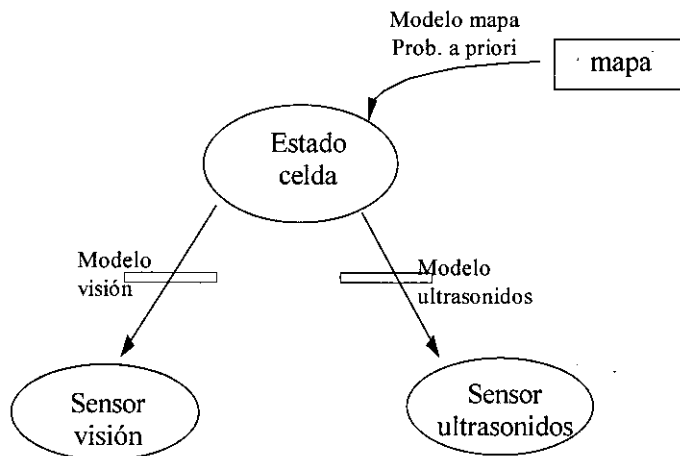 Modelo mapa
Prob. a priori
mapa
Estado
celda
Modelo
visión
Modelo
ultrasonidos
Sensor
visión
Sensor
ultrasonidos